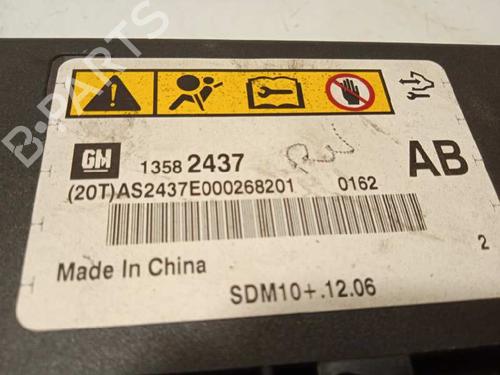 B-PARTS
GM 1358 2437 AB
(20T)AS2437E000268201 0162
2
Made In China
SDM10+.12.06